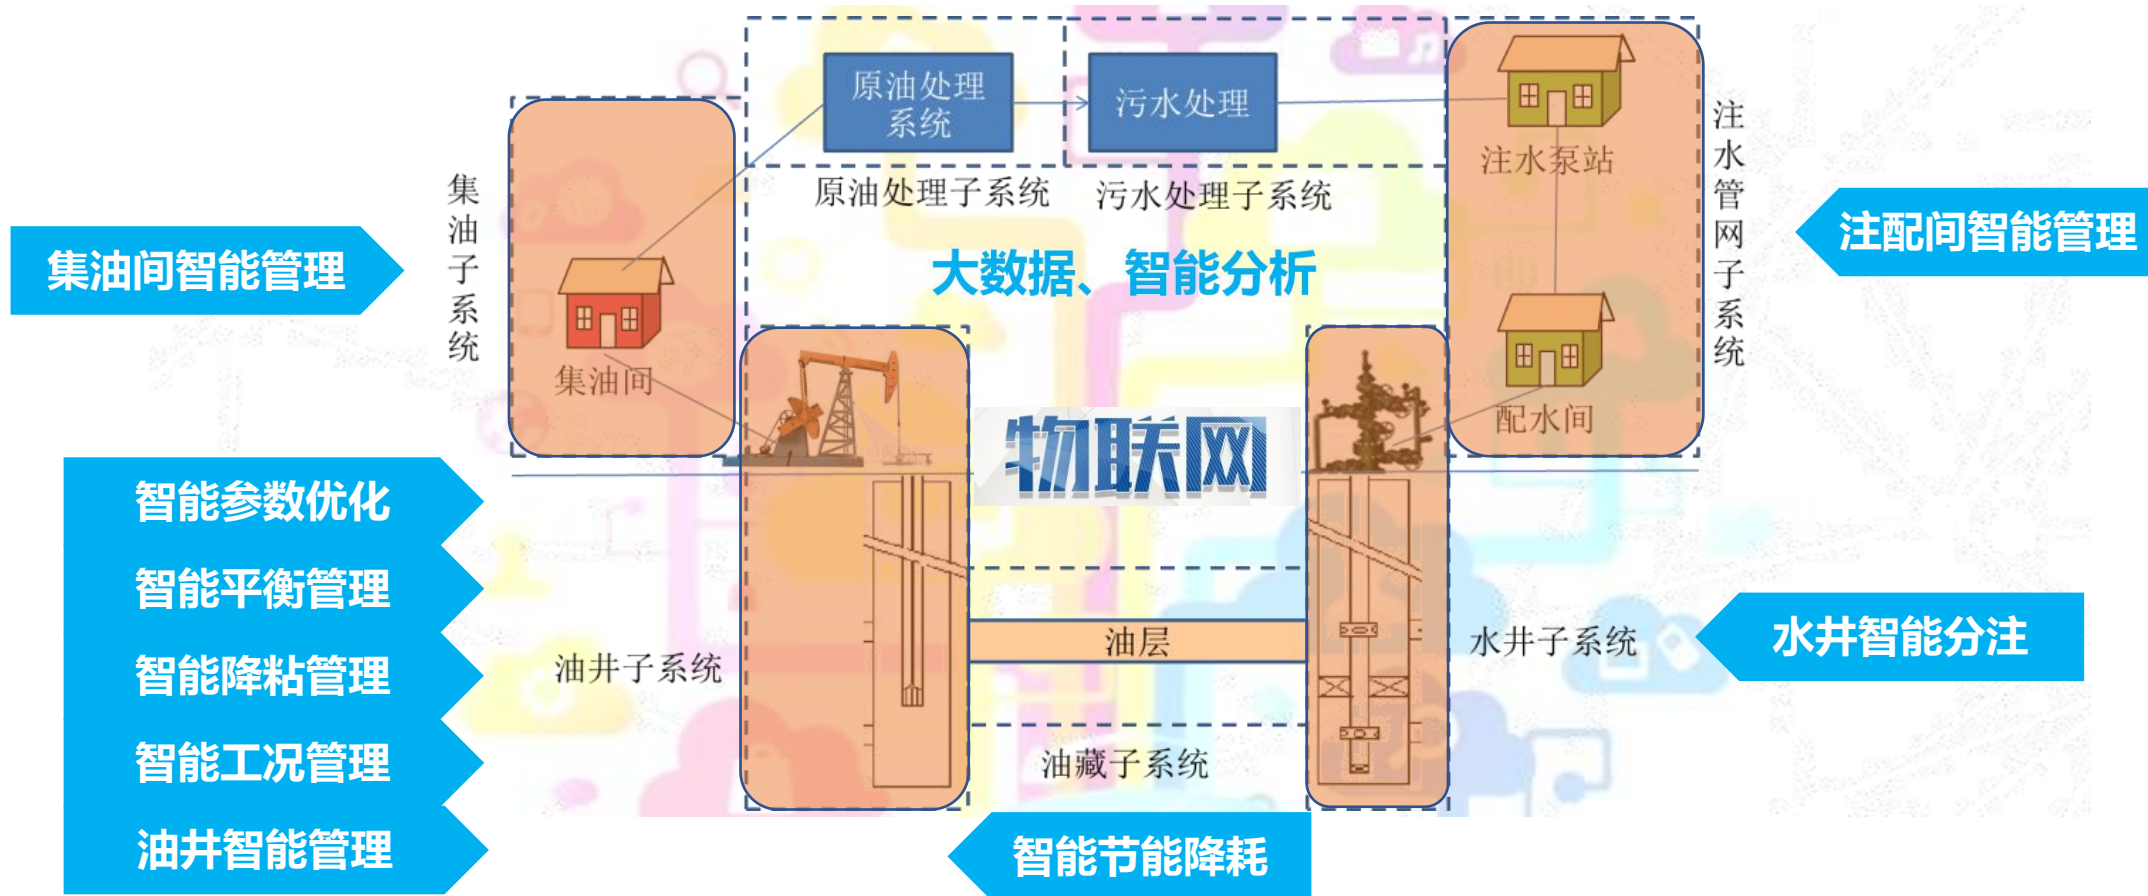 原油处理
系统
污水处理
注水泵站
注水管网子系统
集油子系统
原油处理子系统
污水处理子系统
集油间智能管理
注配间智能管理
大数据、智能分析
集油间
配水间
物联网
智能参数优化
智能平衡管理
智能降粘管理
智能工况管理
油井智能管理
油井子系统
油层
水井子系统
水井智能分注
油藏子系统
智能节能降耗